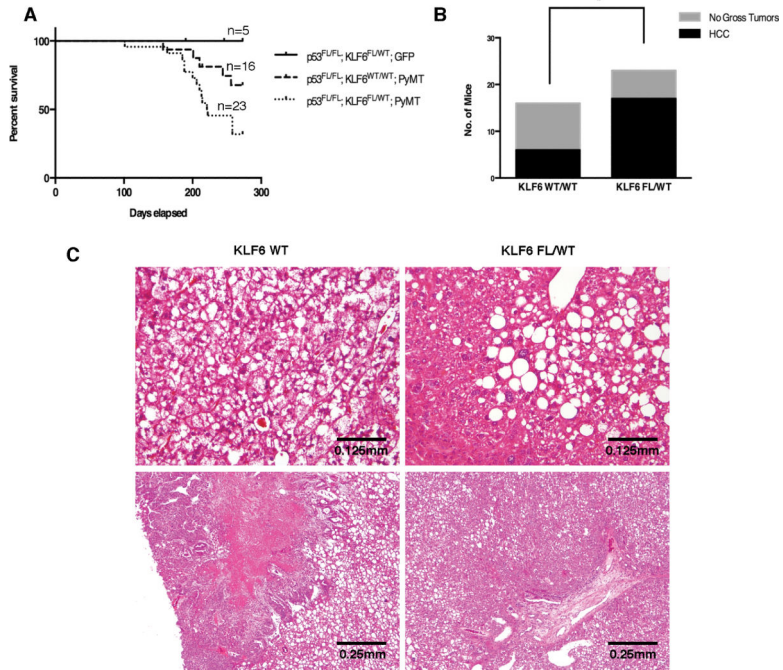 A
Percent survival
100
50
0
0
100
200
300
Days elapsed
n=5
n=16
n=23
p53FL/FL; KLF6FL/WT; GFP
p53FL/FL; KLF6WT/WT; PyMT
p53FL/FL; KLF6FL/WT; PyMT
B
No. of Mice
30
20
10
0
KLF6 WT/WT
KLF6 FL/WT
No Gross Tumors
HCC
C
KLF6 WT
KLF6 FL/WT
0.125mm
0.125mm
0.25mm
0.25mm